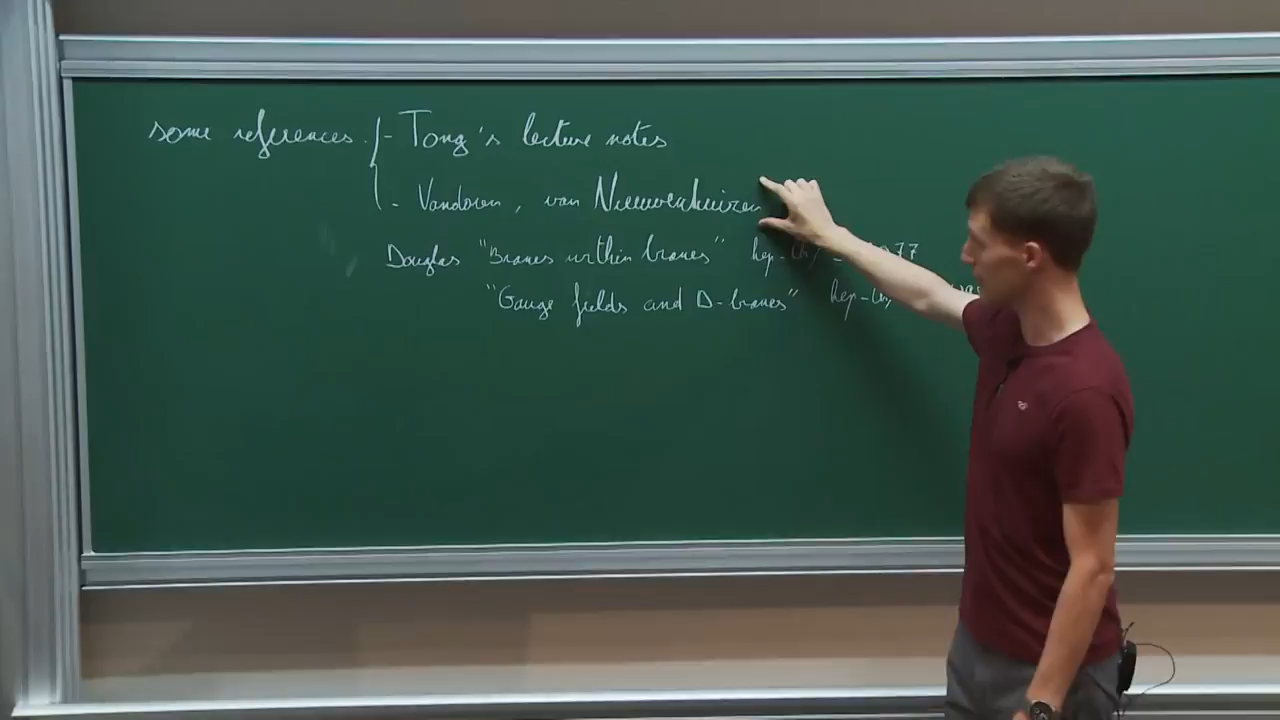 some references. - Tong's lecture notes
- Vandoren, van Nieuwenhuizen
Douglas "Branes within branes" hep-th/ 77
"Gauge fields and D-branes" hep-th/